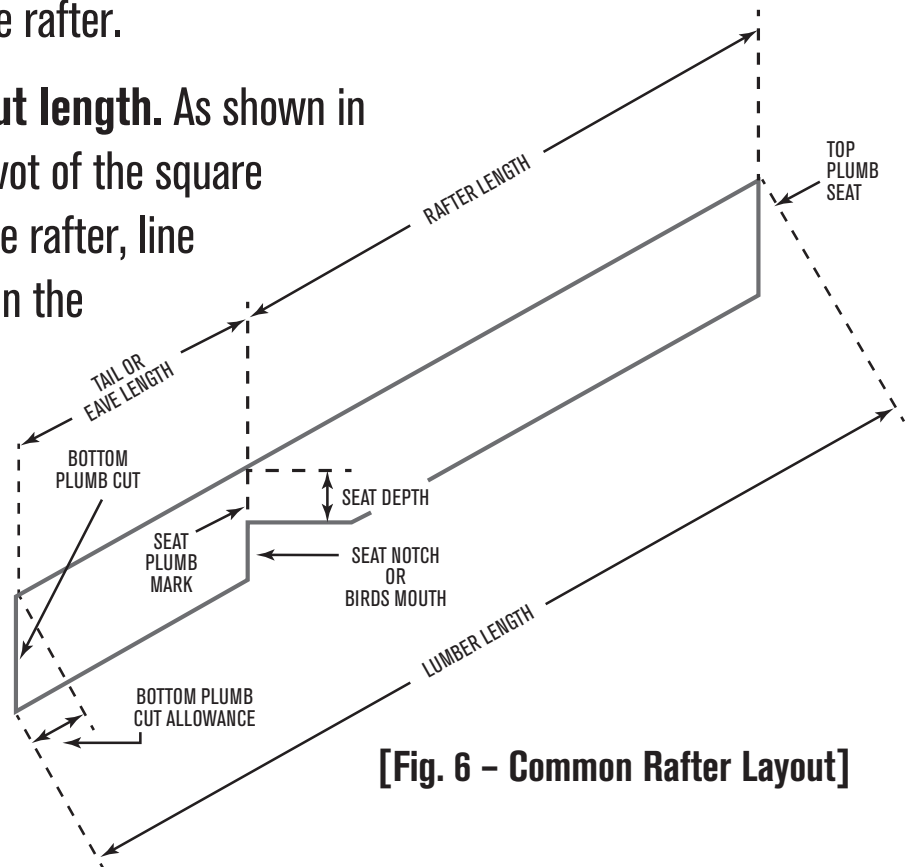 e rafter.
ut length. As shown in
vot of the square
e rafter, line
n the
RAFTER LENGTH
TOP
PLUMB
SEAT
TAIL OR
EAVE LENGTH
BOTTOM
PLUMB CUT
SEAT DEPTH
SEAT
PLUMB
MARK
SEAT NOTCH
OR
BIRDS MOUTH
LUMBER LENGTH
BOTTOM PLUMB
CUT ALLOWANCE
[Fig. 6 – Common Rafter Layout]